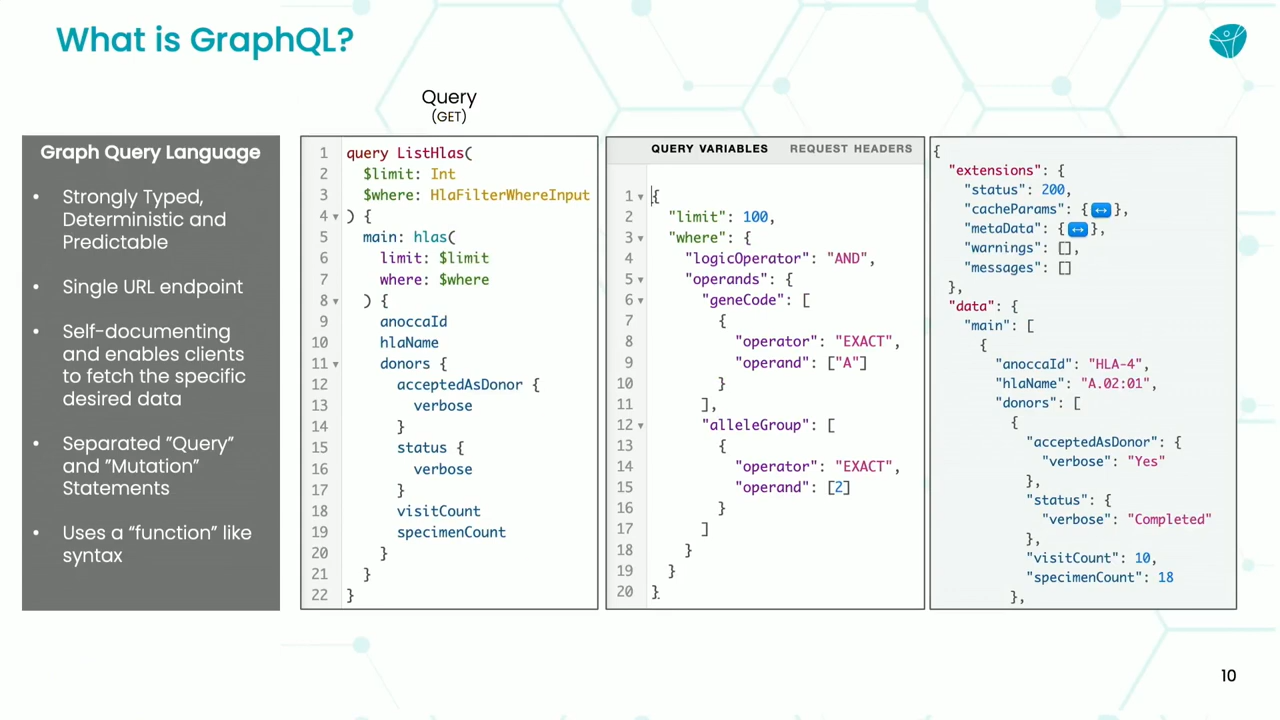 What is GraphQL?
Query
(GET)
Graph Query Language
• Strongly Typed,
Deterministic and
Predictable
• Single URL endpoint
• Self-documenting
and enables clients
to fetch the specific
desired data
• Separated ”Query”
and ”Mutation”
Statements
• Uses a “function” like
syntax
1 query ListHlas(
2 $limit: Int
3 $where: HlaFilterWhereInput
4 ) {
5 main: hlas(
6 limit: $limit
7 where: $where
8 ) {
9 anoccaId
10 hlaName
11 donors {
12 acceptedAsDonor {
13 verbose
14 }
15 status {
16 verbose
17 }
18 visitCount
19 specimenCount
20 }
21 }
22 }
QUERY VARIABLES REQUEST HEADERS
1 {
2 "limit": 100,
3 "where": {
4 "logicOperator": "AND",
5 "operands": {
6 "geneCode": [
7 {
8 "operator": "EXACT",
9 "operand": ["A"]
10 }
11 ],
12 "alleleGroup": [
13 {
14 "operator": "EXACT",
15 "operand": [2]
16 }
17 ]
18 }
19 }
20 }
{
"extensions": {
"status": 200,
"cacheParams": {↔},
"metaData": {↔},
"warnings": [],
"messages": []
},
"data": {
"main": [
{
"anoccaId": "HLA-4",
"hlaName": "A.02:01",
"donors": [
{
"acceptedAsDonor": {
"verbose": "Yes"
},
"status": {
"verbose": "Completed"
},
"visitCount": 10,
"specimenCount": 18
},
10